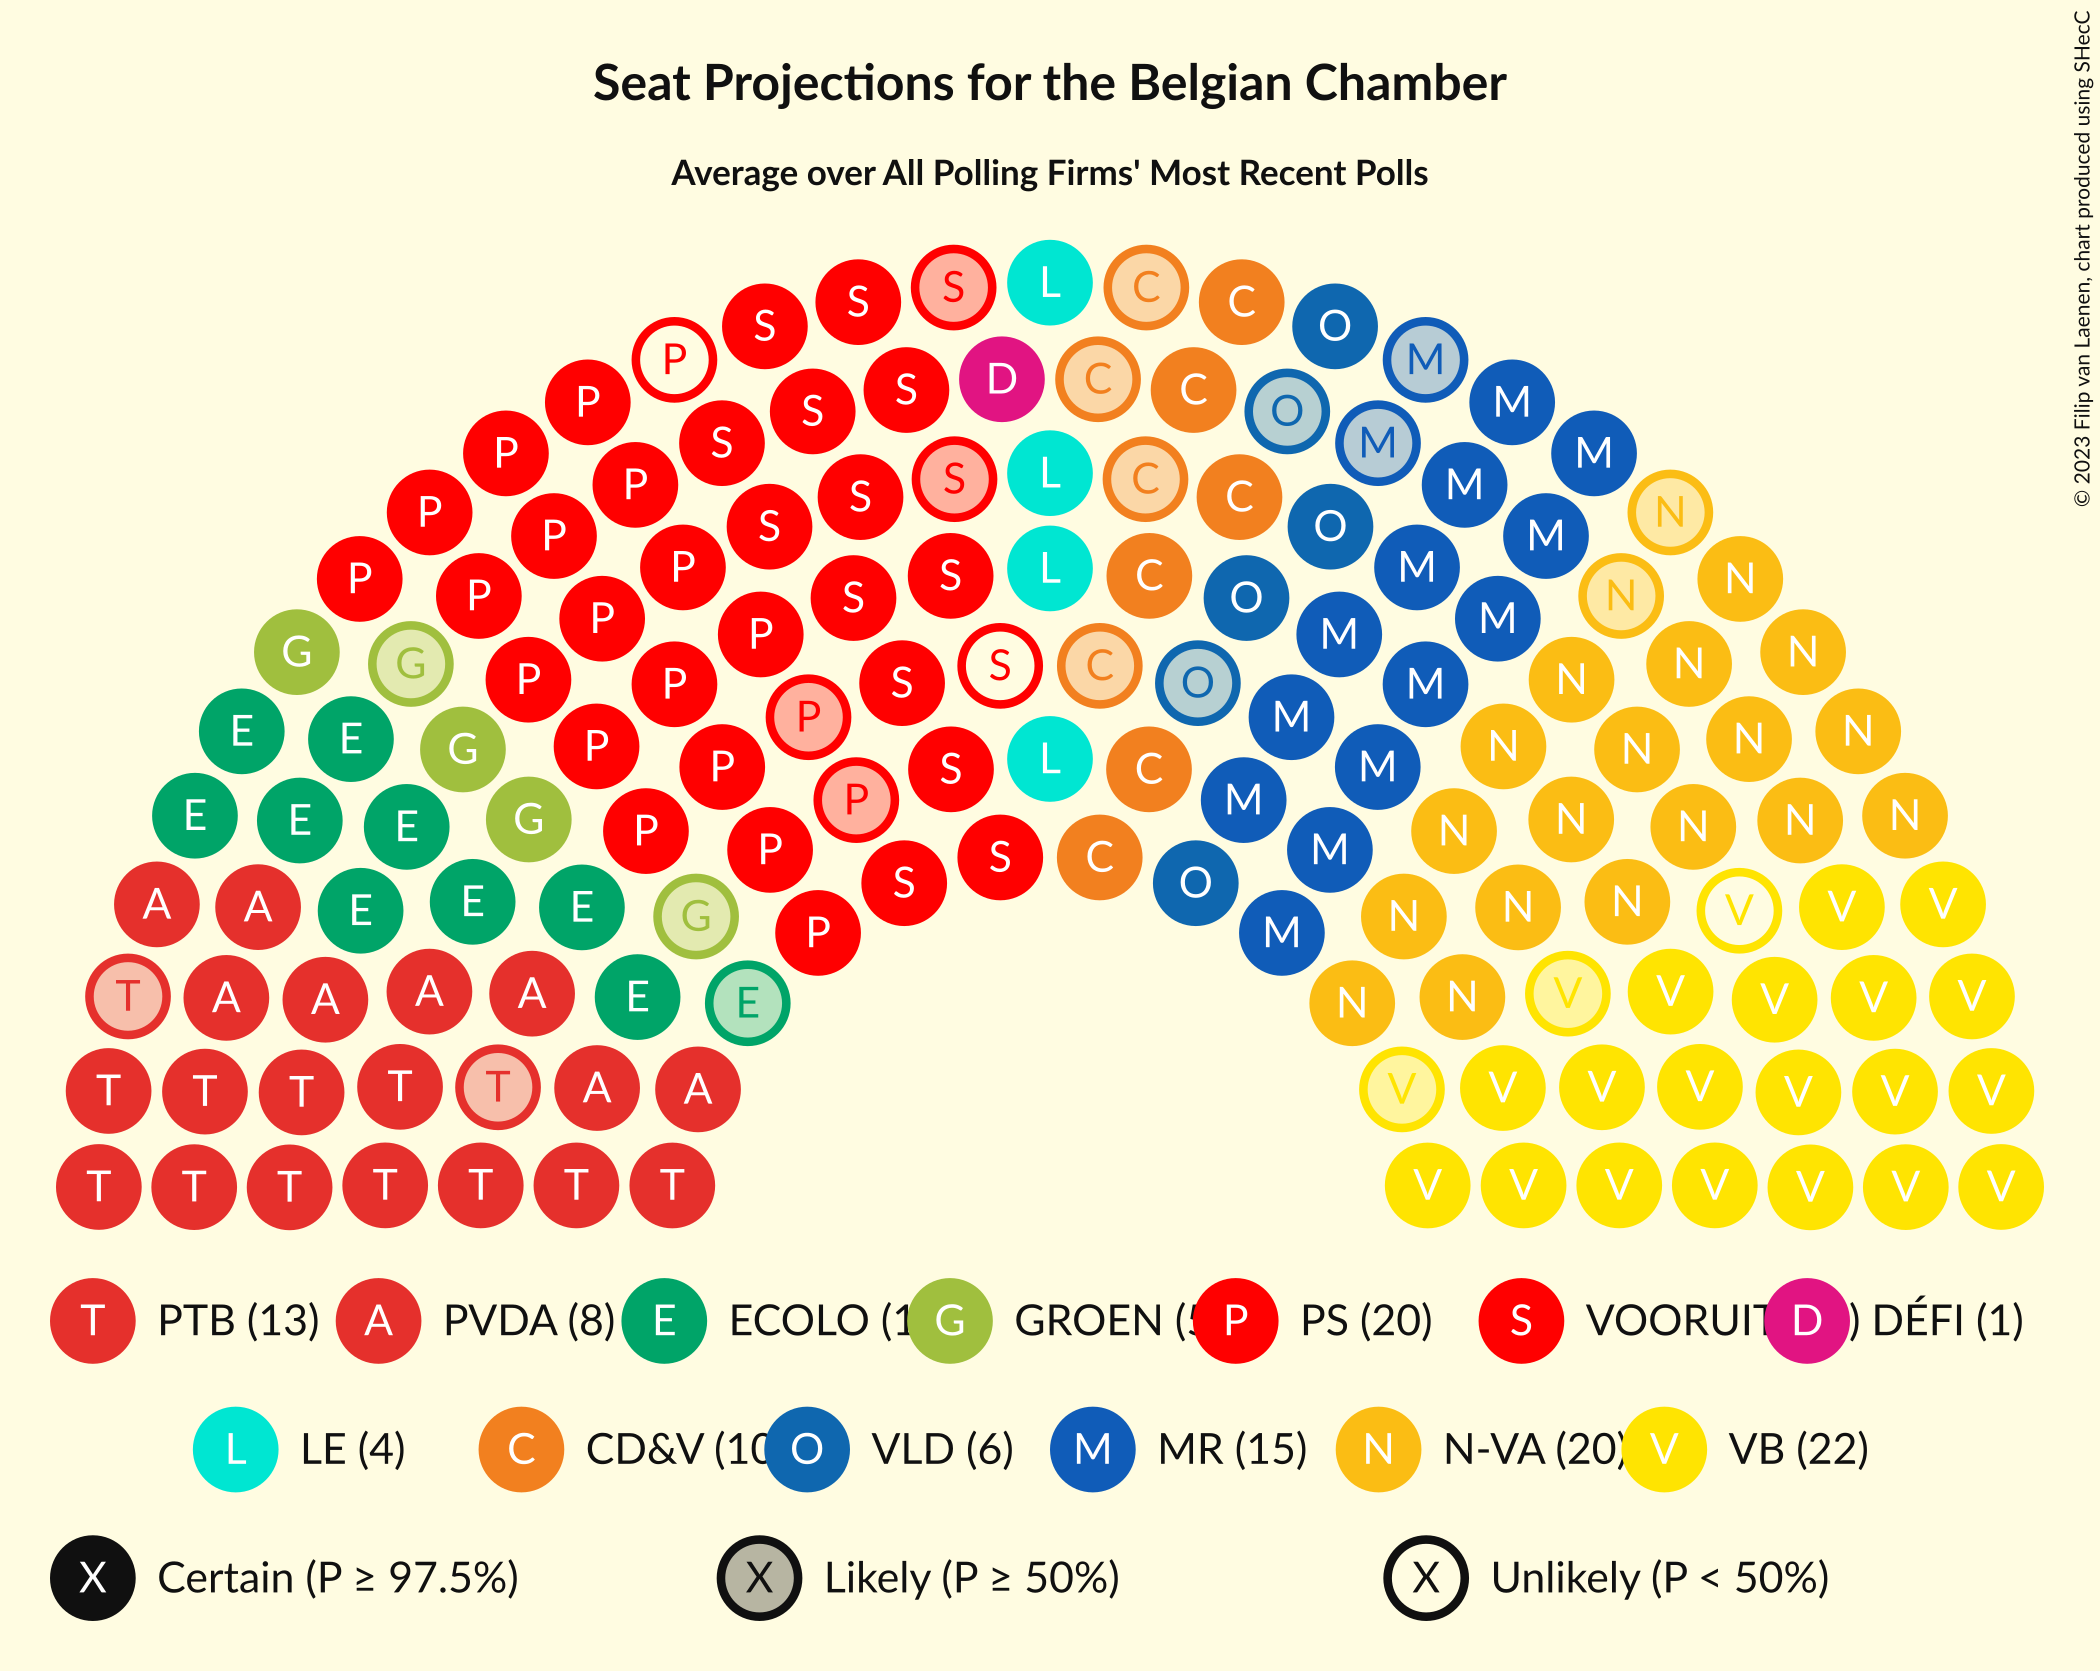 Seat Projections for the Belgian Chamber
Average over All Polling Firms' Most Recent Polls
© 2023 Filip van Laenen, chart produced using SHecC
S L C
S C
S O
P M
D C
S C
P M
S O
S M
P M
S L C
P M
S C
P N
S O
P M
P S L C M
P N
P S O N
P M
P M
G N
G S C N
P P S O M N
P M
E N
E G P N N N
P S L C M
P M
E E E G N N N N
P N
P S C M
S O
A A E E E G N N N V V V
P M
T A A A A E E N N V V V V V
T T T T T A A V V V V V V V
T T T T T T T V V V V V V V
T PTB (13) A PVDA (8) E ECOLO (1 G GROEN ( P PS (20) S VOORUIT D ) DÉFI (1)
L LE (4) C CD&V (10 O VLD (6) M MR (15) N N-VA (20) V VB (22)
X Certain (P ≥ 97.5%) X Likely (P ≥ 50%) X Unlikely (P < 50%)